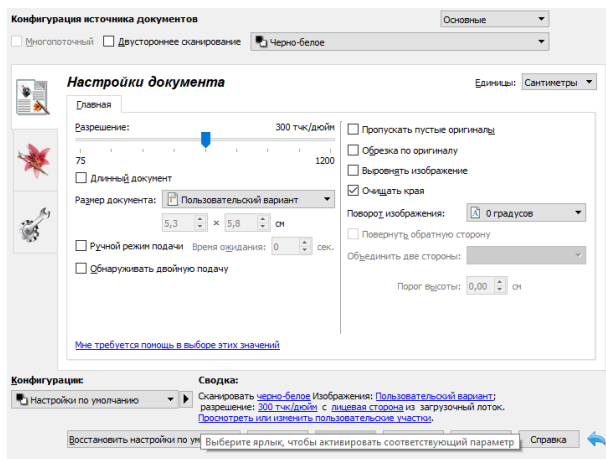 Конфигурация источника документов
Основные
Многопоточный
Двустороннее сканирование
Черно-белое
Настройки документа
Единицы: Сантиметры
Главная
Разрешение: 300 тчк/дюйм
75 1200
Длинный документ
Размер документа: Пользовательский вариант
5,3 × 5,8 см
Ручной режим подачи Время ожидания: 0 сек.
Обнаруживать двойную подачу
Пропускать пустые оригиналы
Обрезка по оригиналу
Выровнять изображение
Очищать края
Поворот изображения: 0 градусов
Повернуть обратную сторону
Объединить две стороны:
Порог высоты: 0,00 см
Мне требуется помощь в выборе этих значений
Конфигурации:
Настройки по умолчанию
Сводка:
Сканировать черно-белое Изображения: Пользовательский вариант;
разрешение: 300 тчк/дюйм с лицевая сторона из загрузочный лоток.
Просмотреть или изменить пользовательские участки.
Восстановить настройки по ум
Выберите ярлык, чтобы активировать соответствующий параметр
Справка